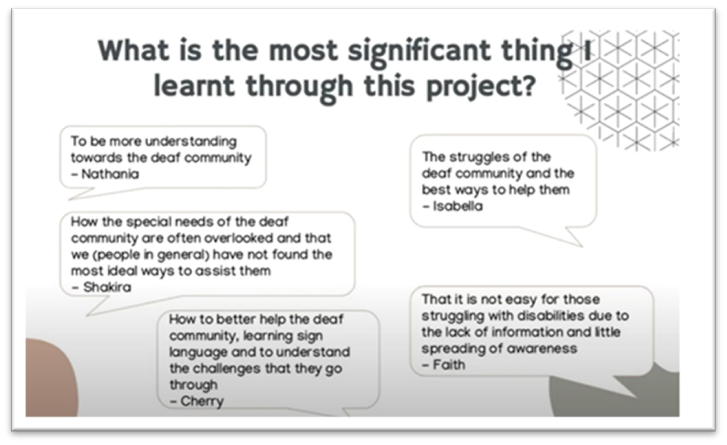 What is the most significant thing I
learnt through this project?
To be more understanding
towards the deaf community
– Nathania
The struggles of the
deaf community and the
best ways to help them
– Isabella
How the special needs of the deaf
community are often overlooked and that
we (people in general) have not found the
most ideal ways to assist them
– Shakira
That it is not easy for those
struggling with disabilities due to
the lack of information and little
spreading of awareness
– Faith
How to better help the deaf
community, learning sign
language and to understand
the challenges that they go
through
– Cherry